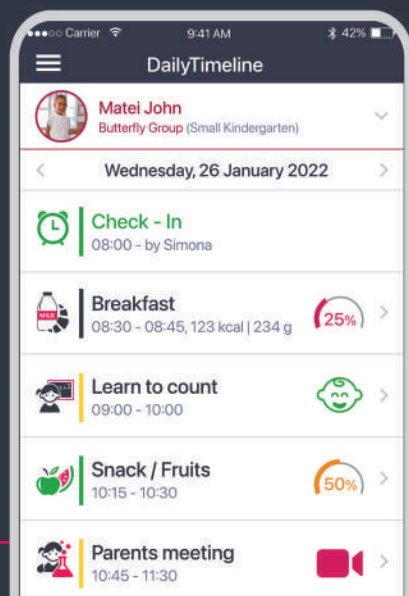 Carrier 9:41 AM 42%
DailyTimeline
Matei John
Butterfly Group (Small Kindergarten)
Wednesday, 26 January 2022
Check - In
08:00 - by Simona
Breakfast
08:30 - 08:45, 123 kcal | 234 g
MILK
25%
Learn to count
09:00 - 10:00
Snack / Fruits
10:15 - 10:30
50%
Parents meeting
10:45 - 11:30